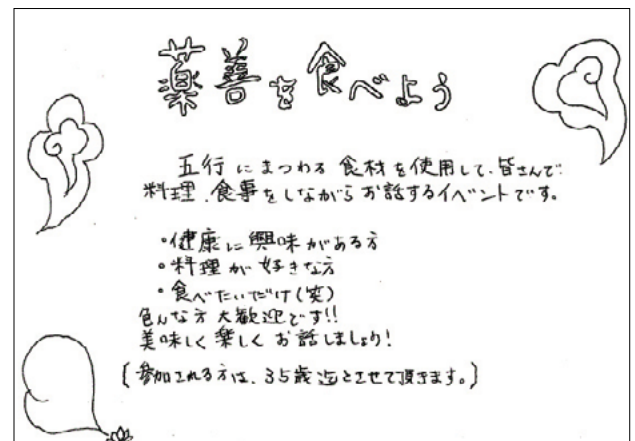 薬善を食べよう
五行にまつわる食材を使用して、皆さんで
料理、食事をしながらお話するイベントです。
・健康に興味がある方
・料理が好きな方
・食べたいだけ(笑)
色んな方大歓迎です!!
美味しく楽しくお話しましょう!
(参加される方は、35歳迄とさせて頂きます。)